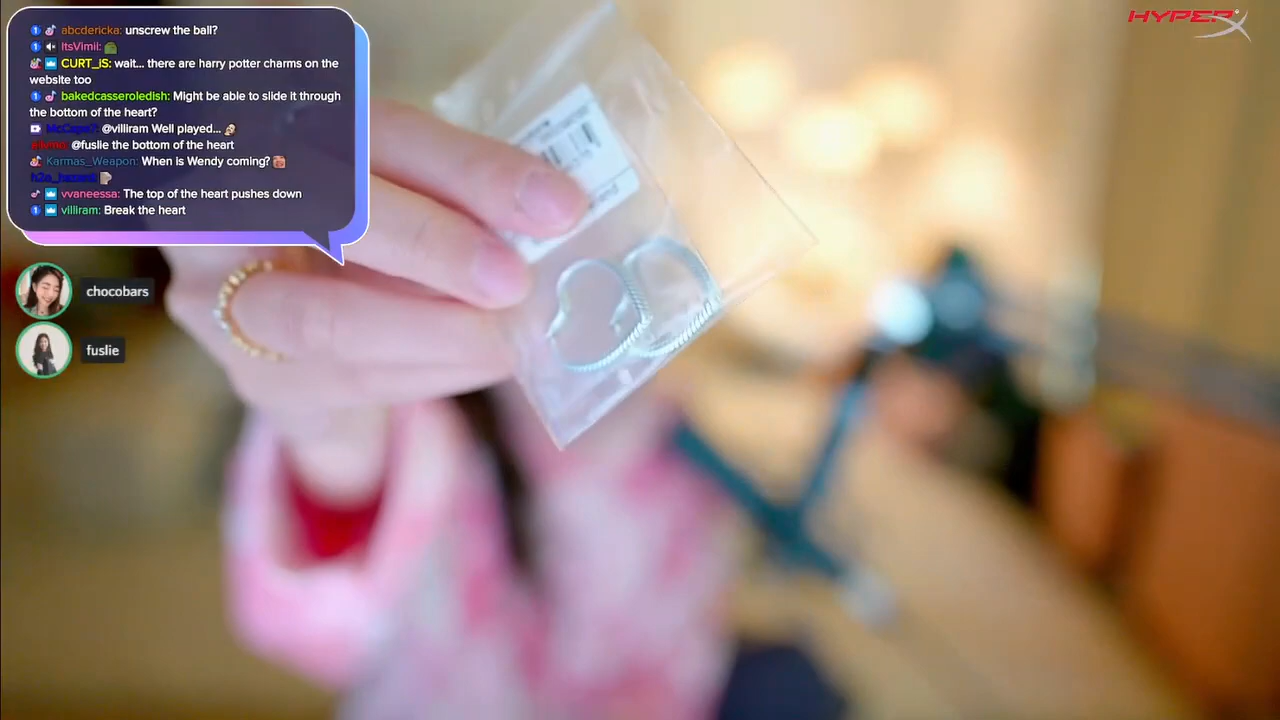 HYPERX
abcdericka: unscrew the ball?
ItsVimil:
CURT_iS: wait... there are harry potter charms on the
website too
bakedcasseroledish: Might be able to slide it through
the bottom of the heart?
@villiram Well played...
@fuslie the bottom of the heart
Karmas_Weapon: When is Wendy coming?
vvaneessa: The top of the heart pushes down
villiram: Break the heart
chocobars
fuslie